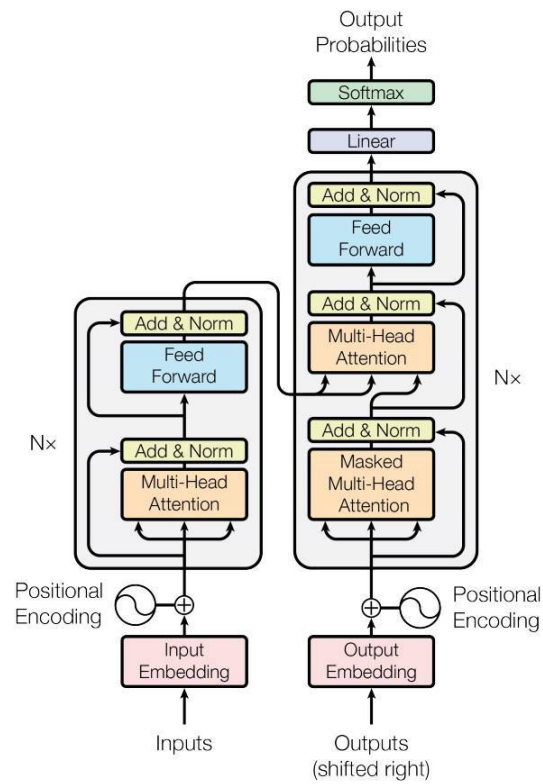 Output
Probabilities
Softmax
Linear
Add & Norm
Feed
Forward
Add & Norm
Multi-Head
Attention
Add & Norm
Masked
Multi-Head
Attention
N×
Add & Norm
Feed
Forward
Add & Norm
Multi-Head
Attention
N×
Positional
Encoding
Positional
Encoding
Input
Embedding
Output
Embedding
Inputs
Outputs
(shifted right)